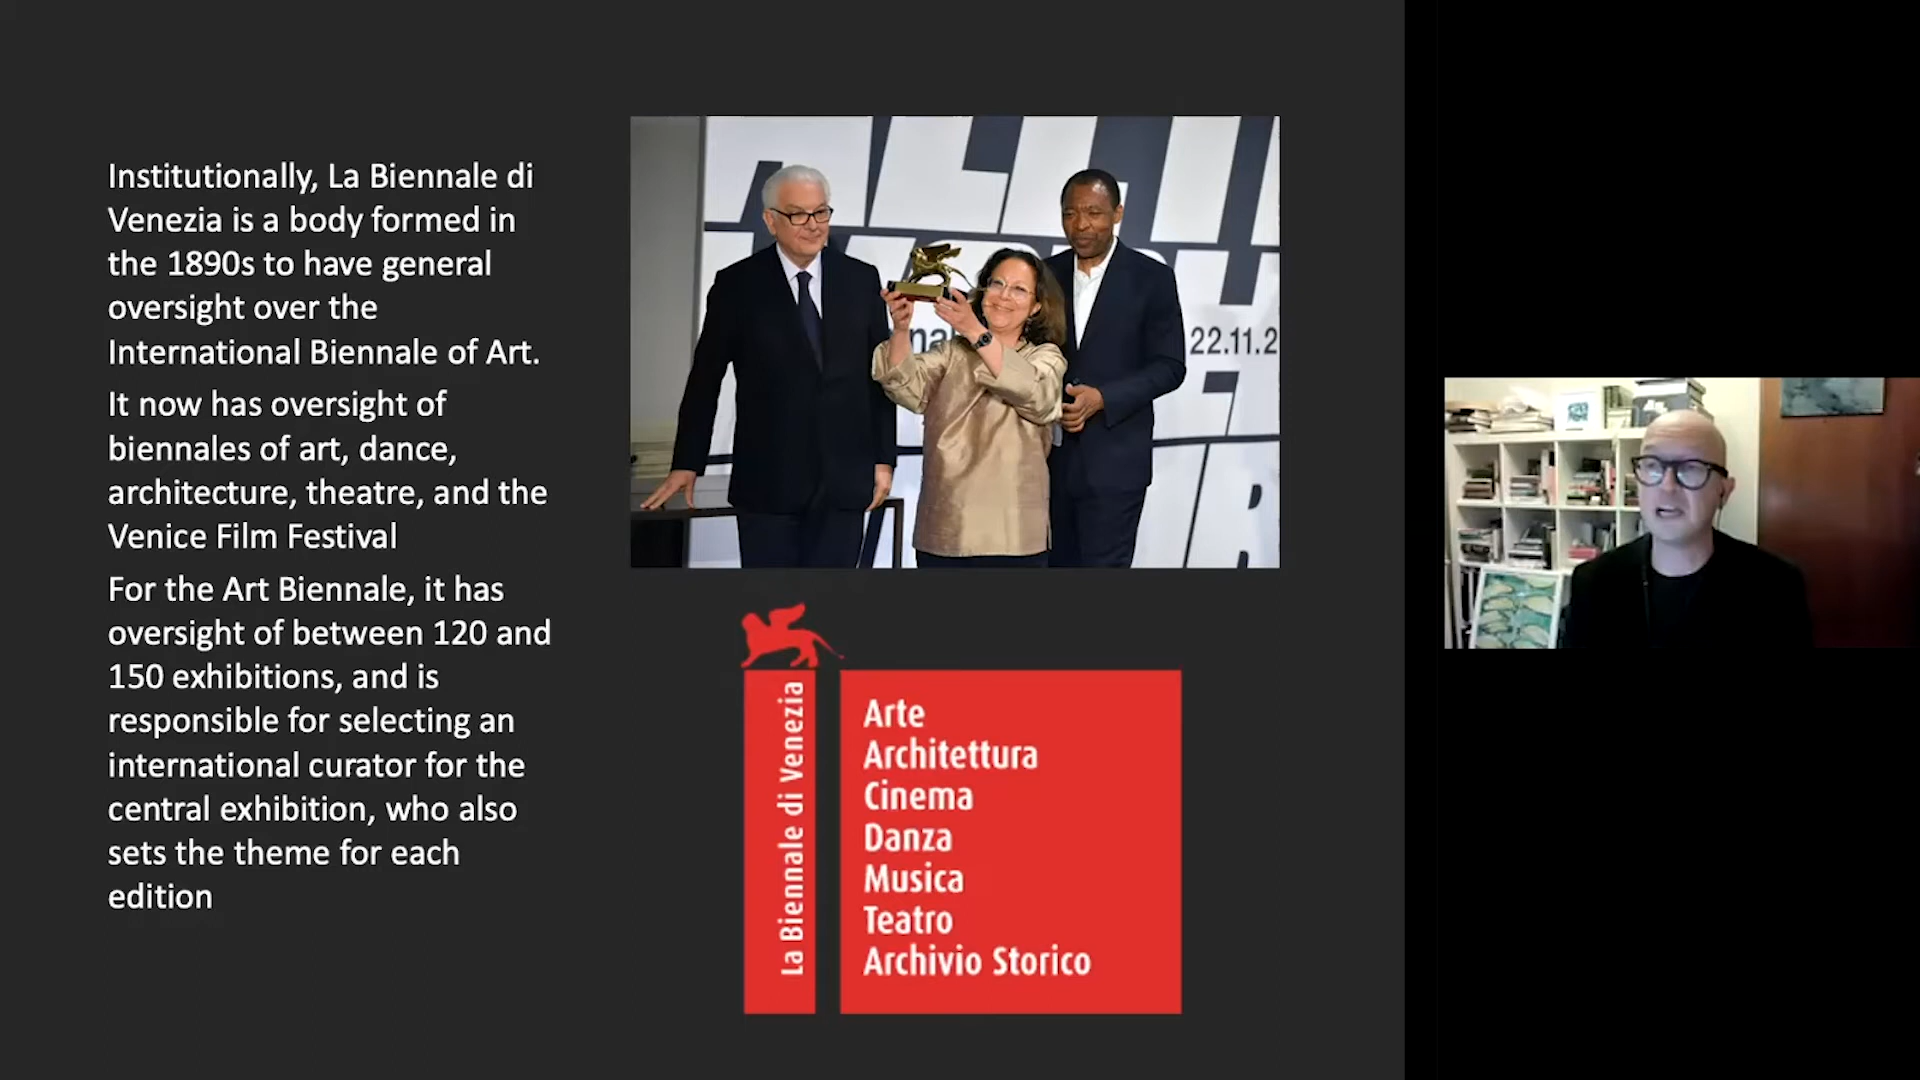 Institutionally, La Biennale di
Venezia is a body formed in
the 1890s to have general
oversight over the
International Biennale of Art.
It now has oversight of
biennales of art, dance,
architecture, theatre, and the
Venice Film Festival
For the Art Biennale, it has
oversight of between 120 and
150 exhibitions, and is
responsible for selecting an
international curator for the
central exhibition, who also
sets the theme for each
edition
22.11.2
La Biennale di Venezia
Arte
Architettura
Cinema
Danza
Musica
Teatro
Archivio Storico